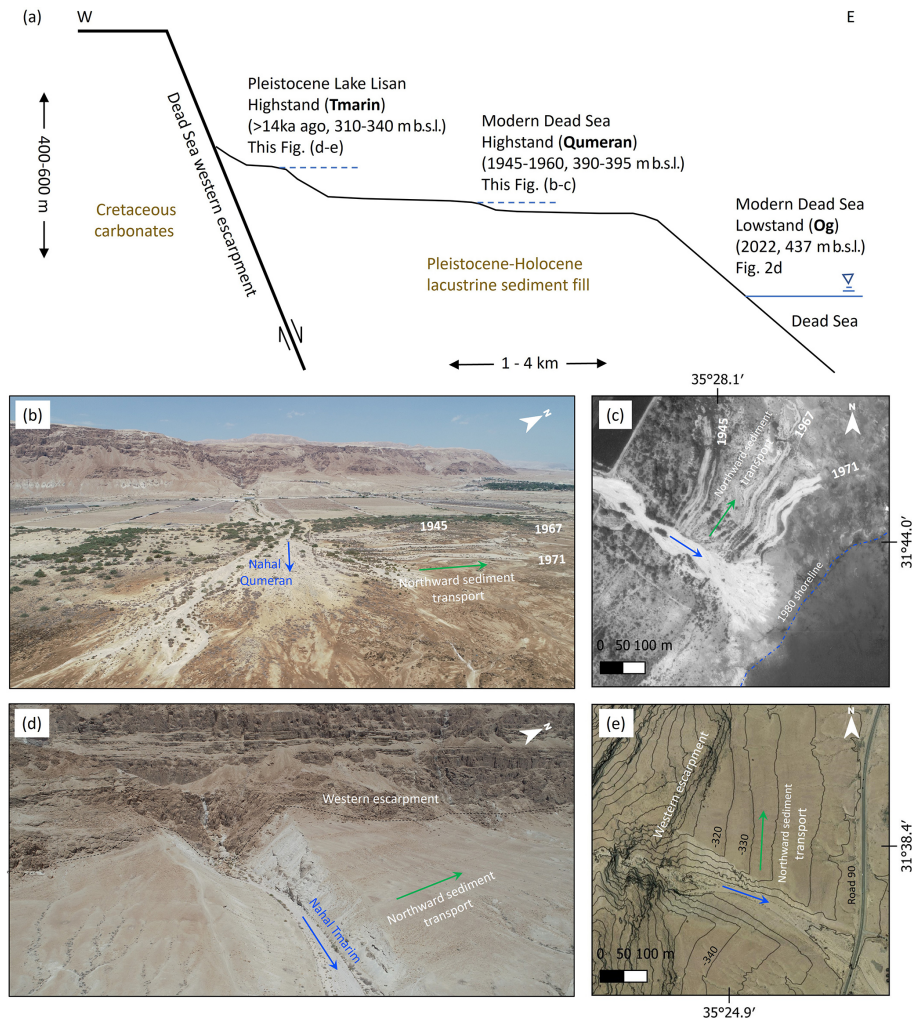 (a)
W
E
400-600 m
Dead Sea western escarpment
Pleistocene Lake Lisan
Highstand (Tmarin)
(>14ka ago, 310-340 m b.s.l.)
This Fig. (d-e)
Modern Dead Sea
Highstand (Qumeran)
(1945-1960, 390-395 m b.s.l.)
This Fig. (b-c)
Modern Dead Sea
Lowstand (Og)
(2022, 437 m b.s.l.)
Fig. 2d
Cretaceous
carbonates
Pleistocene-Holocene
lacustrine sediment fill
Dead Sea
1 - 4 km
(b)
N
1945
1967
1971
Nahal
Qumeran
Northward sediment
transport
(c)
35°28.1′
N
1945
1967
1971
Northward sediment
transport
31°44.0′
1980 shoreline
0 50 100 m
(d)
N
Western escarpment
Northward sediment
transport
Nahal Tmarim
(e)
N
Western escarpment
-320
-330
-340
Northward sediment
transport
Road 90
31°38.4′
0 50 100 m
35°24.9′